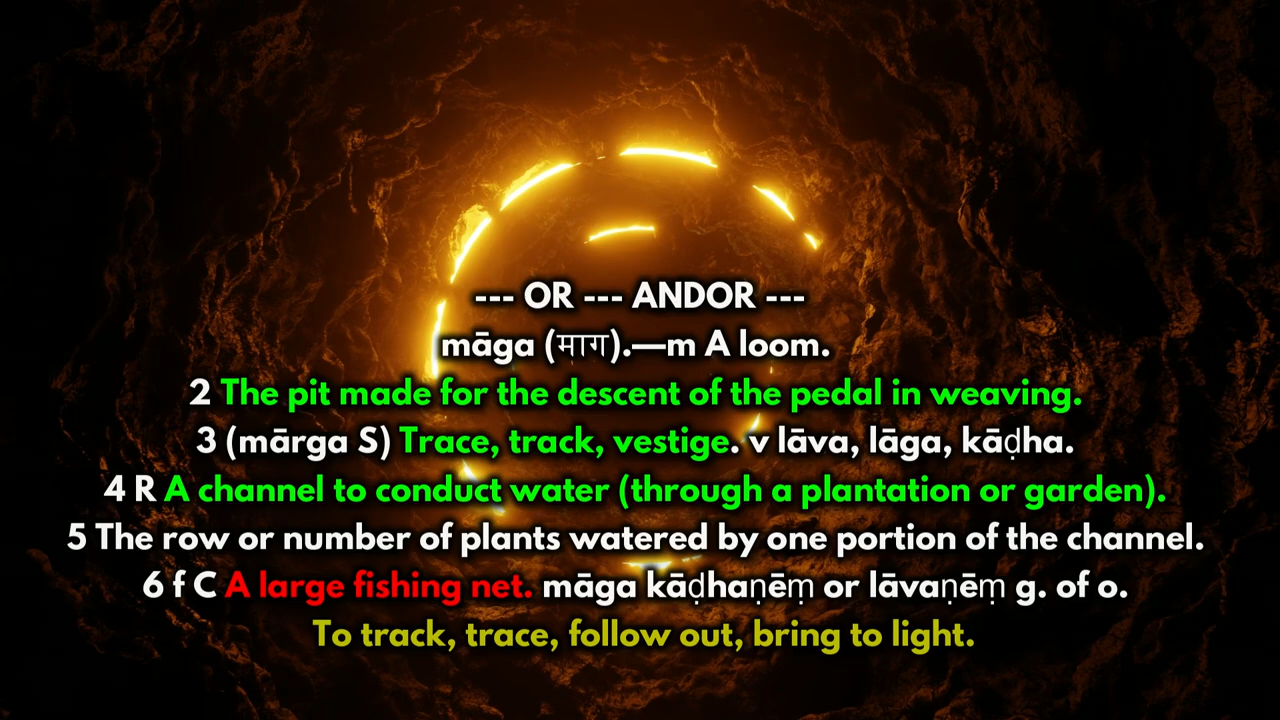 --- OR --- ANDOR ---
māga (माग).—m A loom.
2 The pit made for the descent of the pedal in weaving.
3 (mārga S) Trace, track, vestige. v lāva, lāga, kāḍha.
4 R A channel to conduct water (through a plantation or garden).
5 The row or number of plants watered by one portion of the channel.
6 f C A large fishing net. māga kāḍhaṇēṃ or lāvaṇēṃ g. of o.
To track, trace, follow out, bring to light.